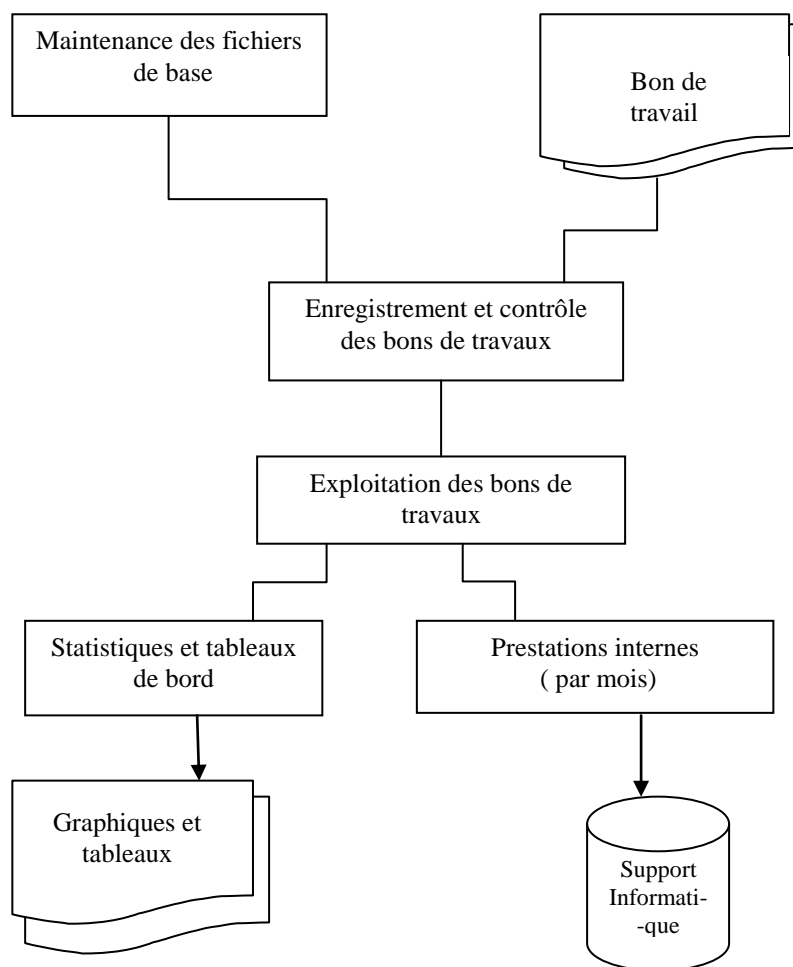 Maintenance des fichiers
de base
Bon de
travail
Enregistrement et contrôle
des bons de travaux
Exploitation des bons de
travaux
Statistiques et tableaux
de bord
Prestations internes
( par mois)
Graphiques et
tableaux
Support
Informati-
-que